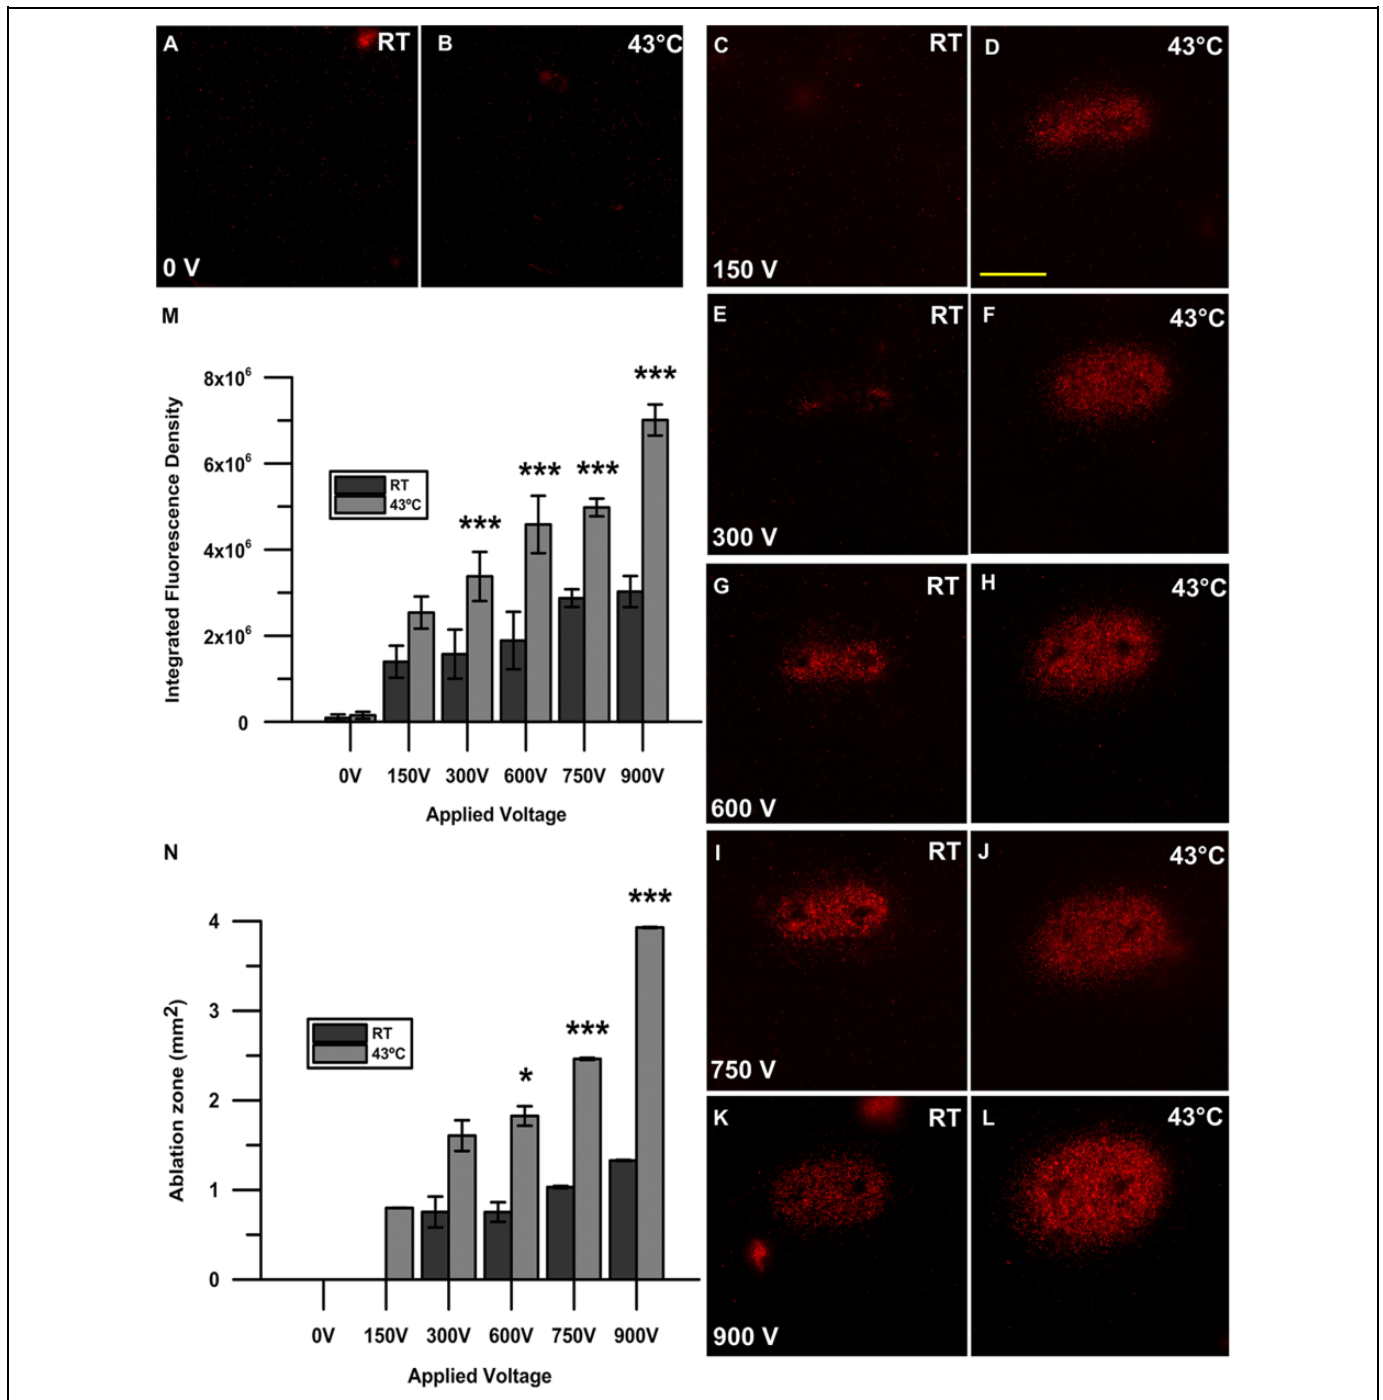 A RT
B 43°C
0 V
C RT
D 43°C
150 V
E RT
F 43°C
300 V
G RT
H 43°C
600 V
I RT
J 43°C
750 V
K RT
L 43°C
900 V
M
Integrated Fluorescence Density
8x10⁶
6x10⁶
4x10⁶
2x10⁶
0
RT
43ºC
***
***
***
***
0V 150V 300V 600V 750V 900V
Applied Voltage
N
Ablation zone (mm²)
4
3
2
1
0
RT
43ºC
*
***
***
0V 150V 300V 600V 750V 900V
Applied Voltage